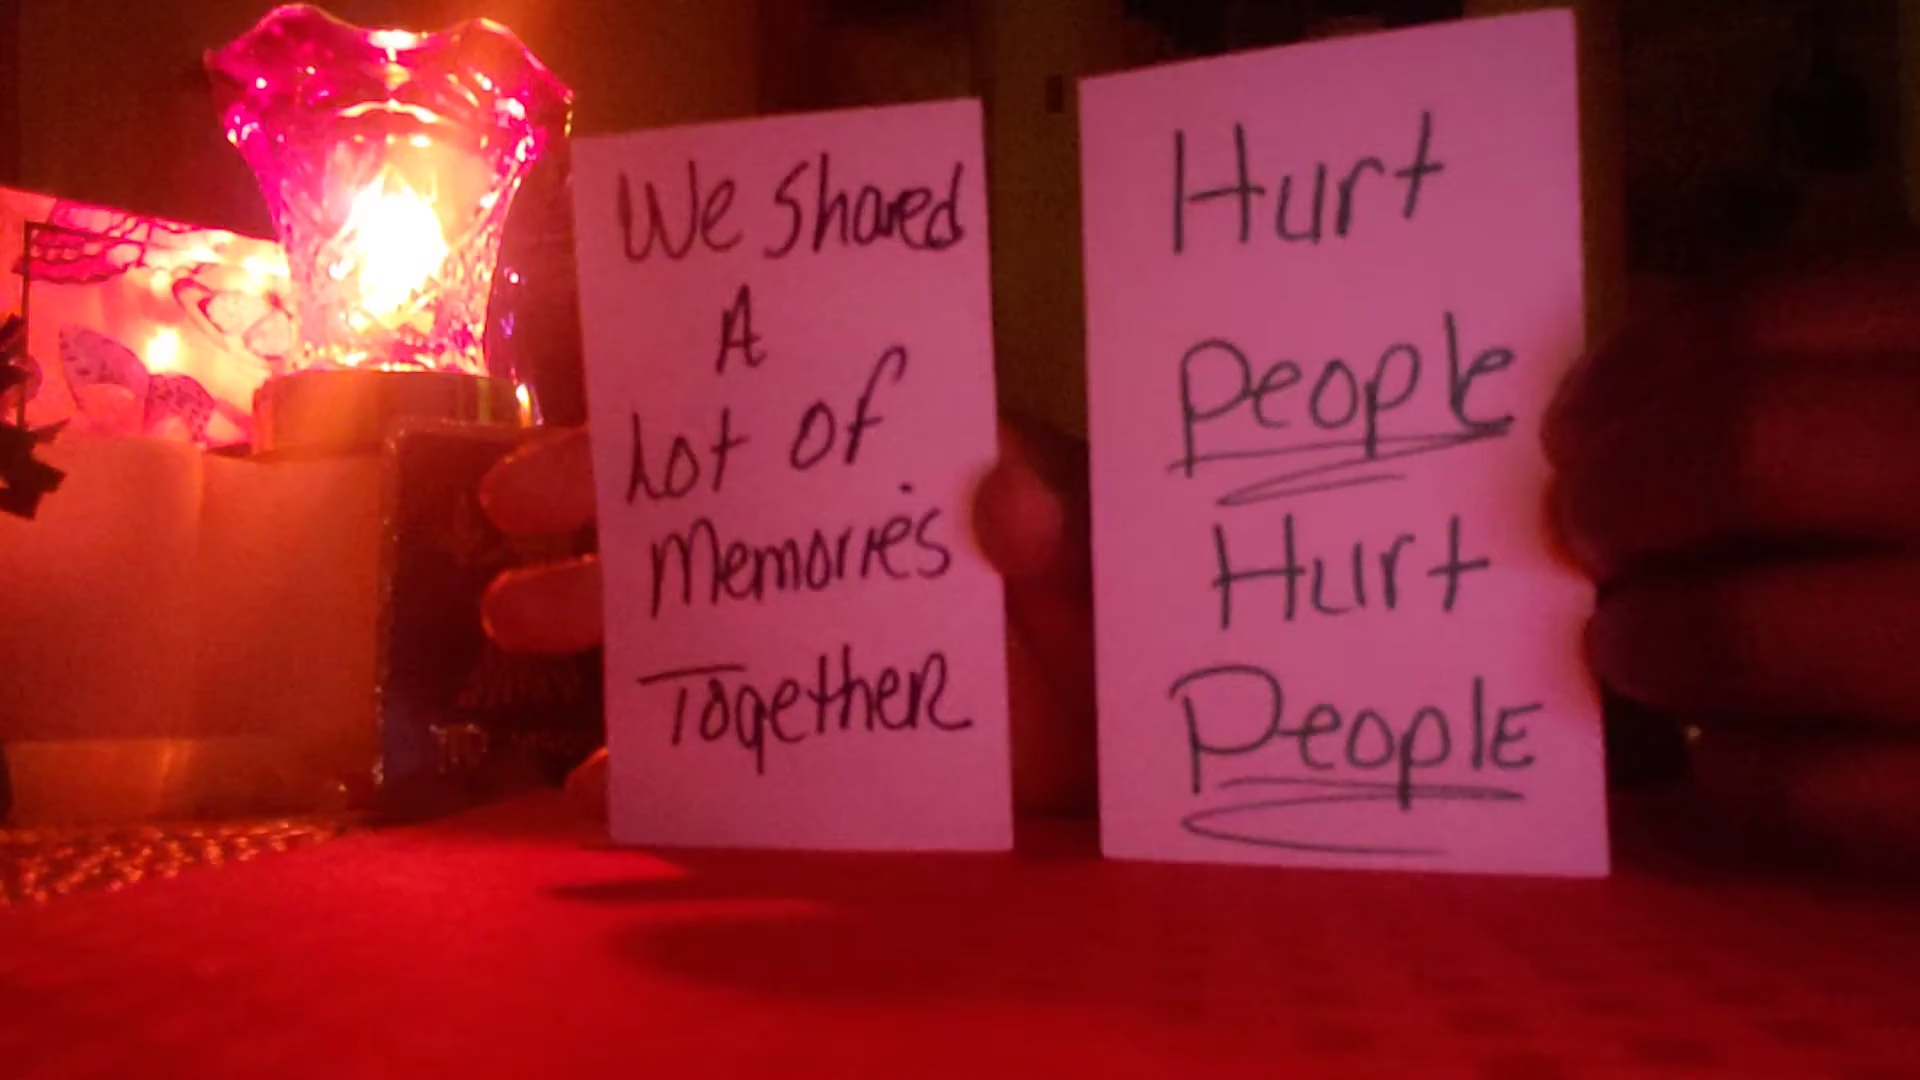 We Shared
A
Lot of
Memories
Together
Hurt
People
Hurt
People